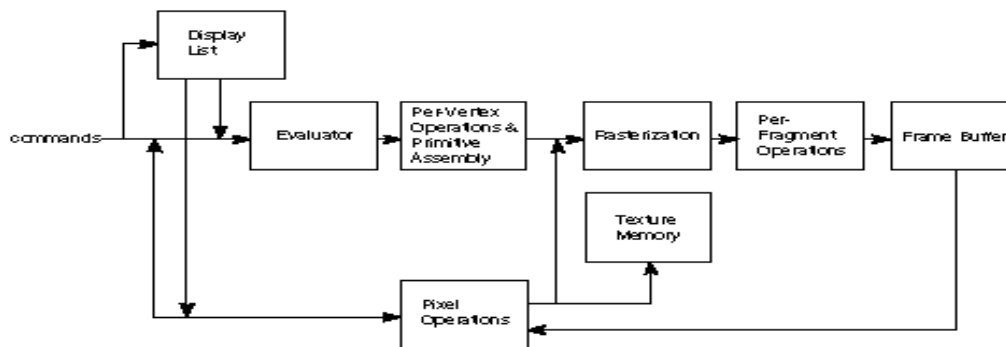 Display
List
commands
Evaluator
Per-Vertex
Operations &
Primitive
Assembly
Rasterization
Per-
Fragment
Operations
Frame Buffer
Texture
Memory
Pixel
Operations